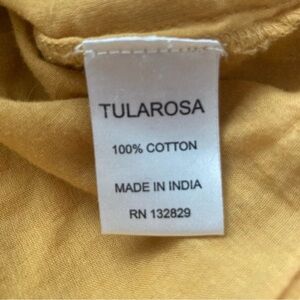 TULAROSA
100% COTTON
MADE IN INDIA
RN 132829